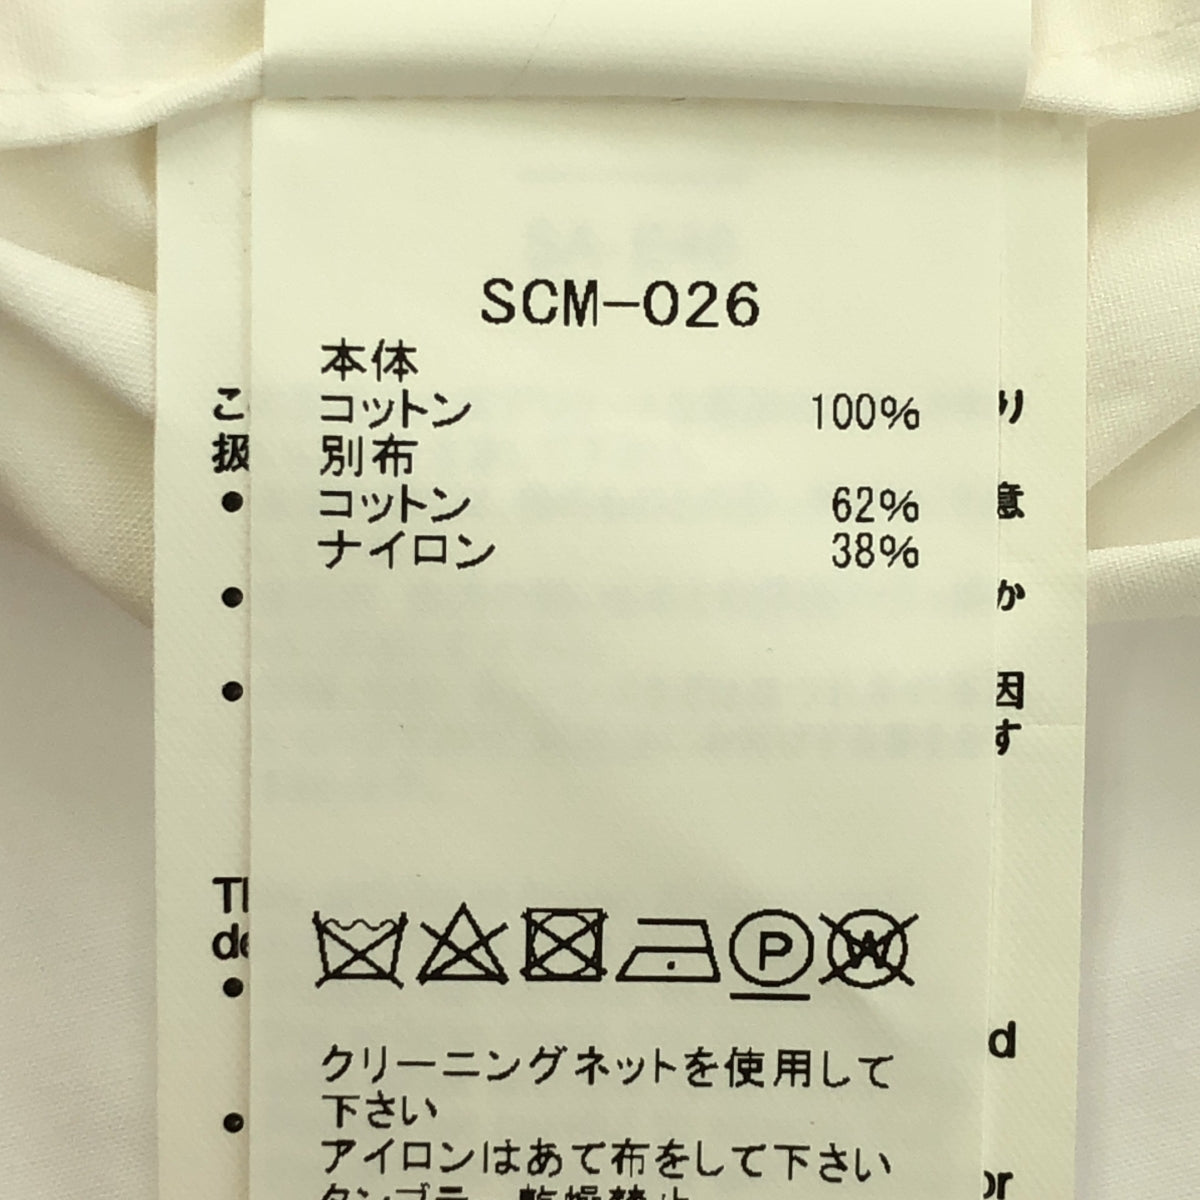 SCM-026
本体
コットン 100%
別布
コットン 62%
ナイロン 38%
P
W
クリーニングネットを使用して
下さい
アイロンはあて布をして下さい